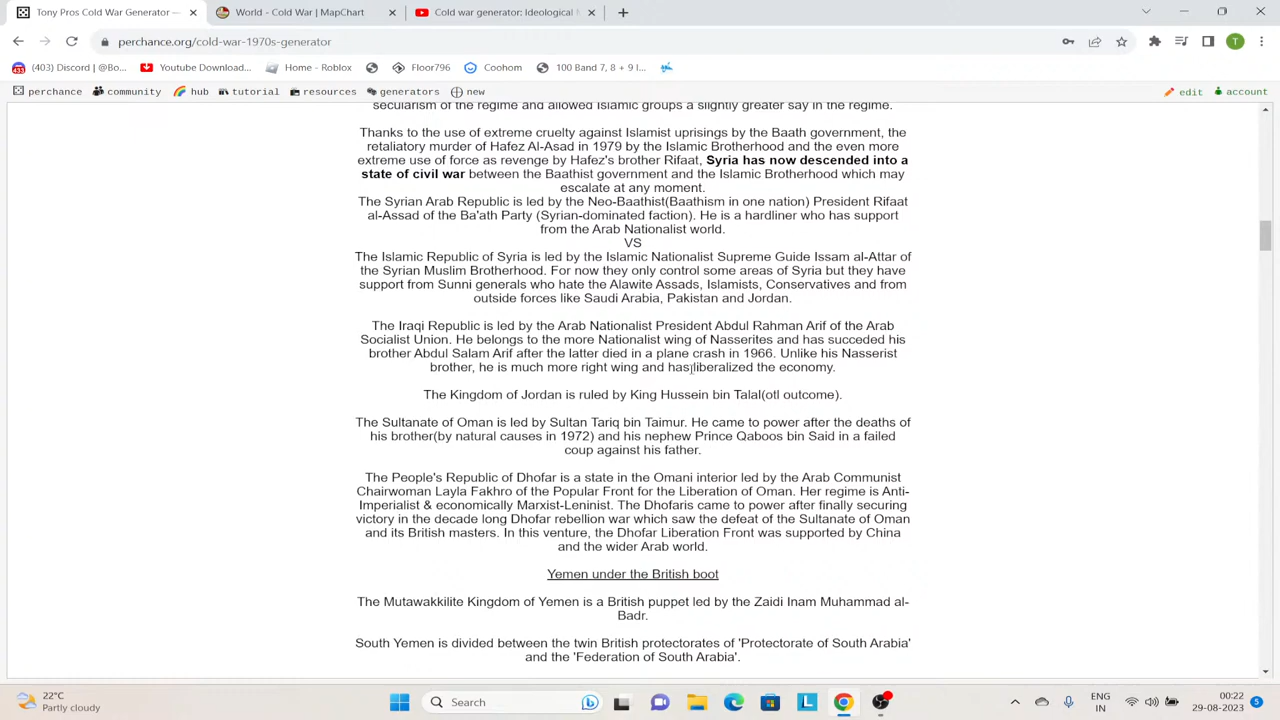 Tony Pros Cold War Generator —
World - Cold War | MapChart
Cold war generator: Ideological
perchance.org/cold-war-1970s-generator
T
433
(403) Discord | @Bo...
Youtube Download...
Home - Roblox
Floor796
Coohom
100 Band 7, 8 + 9 I...
perchance
community
hub
tutorial
resources
generators
new
edit
account
secularism of the regime and allowed Islamic groups a slightly greater say in the regime.
Thanks to the use of extreme cruelty against Islamist uprisings by the Baath government, the
retaliatory murder of Hafez Al-Asad in 1979 by the Islamic Brotherhood and the even more
extreme use of force as revenge by Hafez's brother Rifaat, Syria has now descended into a
state of civil war between the Baathist government and the Islamic Brotherhood which may
escalate at any moment.
The Syrian Arab Republic is led by the Neo-Baathist(Baathism in one nation) President Rifaat
al-Assad of the Ba'ath Party (Syrian-dominated faction). He is a hardliner who has support
from the Arab Nationalist world.
VS
The Islamic Republic of Syria is led by the Islamic Nationalist Supreme Guide Issam al-Attar of
the Syrian Muslim Brotherhood. For now they only control some areas of Syria but they have
support from Sunni generals who hate the Alawite Assads, Islamists, Conservatives and from
outside forces like Saudi Arabia, Pakistan and Jordan.
The Iraqi Republic is led by the Arab Nationalist President Abdul Rahman Arif of the Arab
Socialist Union. He belongs to the more Nationalist wing of Nasserites and has succeded his
brother Abdul Salam Arif after the latter died in a plane crash in 1966. Unlike his Nasserist
brother, he is much more right wing and has liberalized the economy.
The Kingdom of Jordan is ruled by King Hussein bin Talal(otl outcome).
The Sultanate of Oman is led by Sultan Tariq bin Taimur. He came to power after the deaths of
his brother(by natural causes in 1972) and his nephew Prince Qaboos bin Said in a failed
coup against his father.
The People's Republic of Dhofar is a state in the Omani interior led by the Arab Communist
Chairwoman Layla Fakhro of the Popular Front for the Liberation of Oman. Her regime is Anti-
Imperialist & economically Marxist-Leninist. The Dhofaris came to power after finally securing
victory in the decade long Dhofar rebellion war which saw the defeat of the Sultanate of Oman
and its British masters. In this venture, the Dhofar Liberation Front was supported by China
and the wider Arab world.
Yemen under the British boot
The Mutawakkilite Kingdom of Yemen is a British puppet led by the Zaidi Inam Muhammad al-
Badr.
South Yemen is divided between the twin British protectorates of 'Protectorate of South Arabia'
and the 'Federation of South Arabia'.
22°C
Partly cloudy
Search
L
ENG
IN
00:22
29-08-2023
5